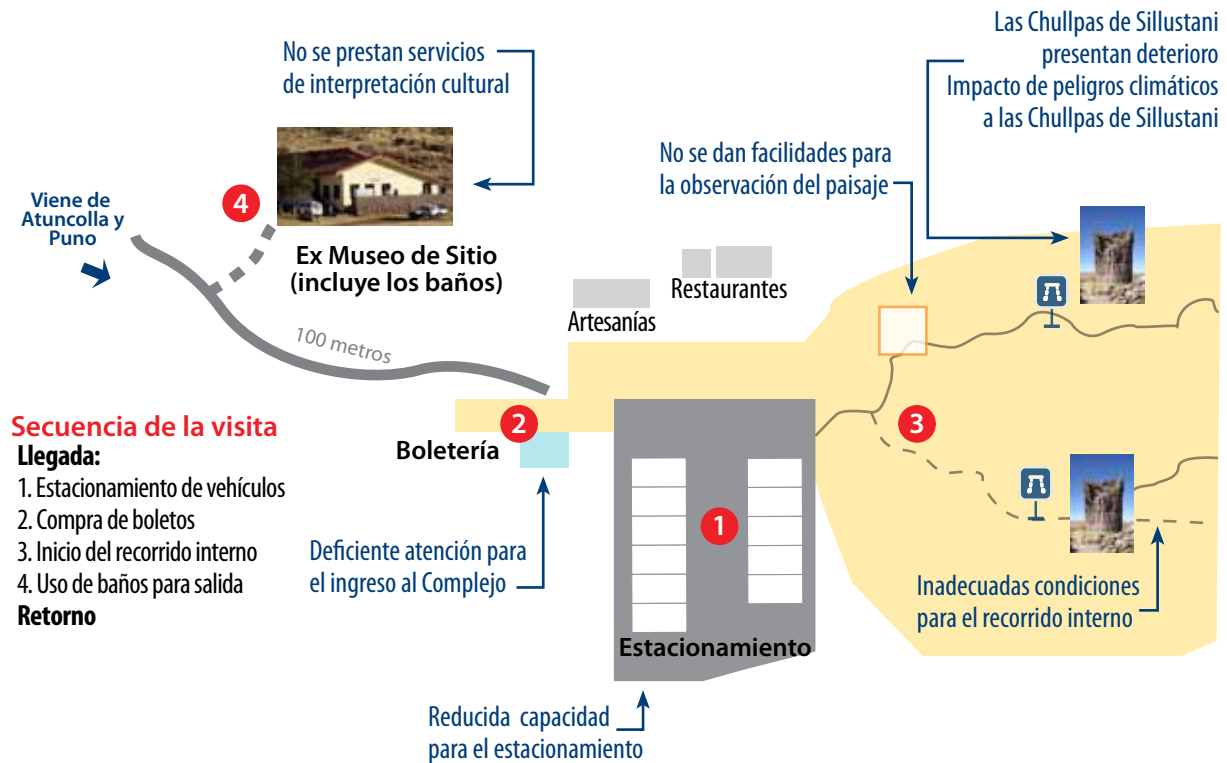 No se prestan servicios
de interpretación cultural
Las Chullpas de Sillustani
presentan deterioro
Impacto de peligros climáticos
a las Chullpas de Sillustani
No se dan facilidades para
la observación del paisaje
Viene de
Atuncolla y
Puno
4
Ex Museo de Sitio
(incluye los baños)
Restaurantes
Artesanías
100 metros
2
3
Boletería
1
Secuencia de la visita
Llegada:
1. Estacionamiento de vehículos
2. Compra de boletos
3. Inicio del recorrido interno
4. Uso de baños para salida
Retorno
Deficiente atención para
el ingreso al Complejo
Inadecuadas condiciones
para el recorrido interno
Estacionamiento
Reducida capacidad
para el estacionamiento